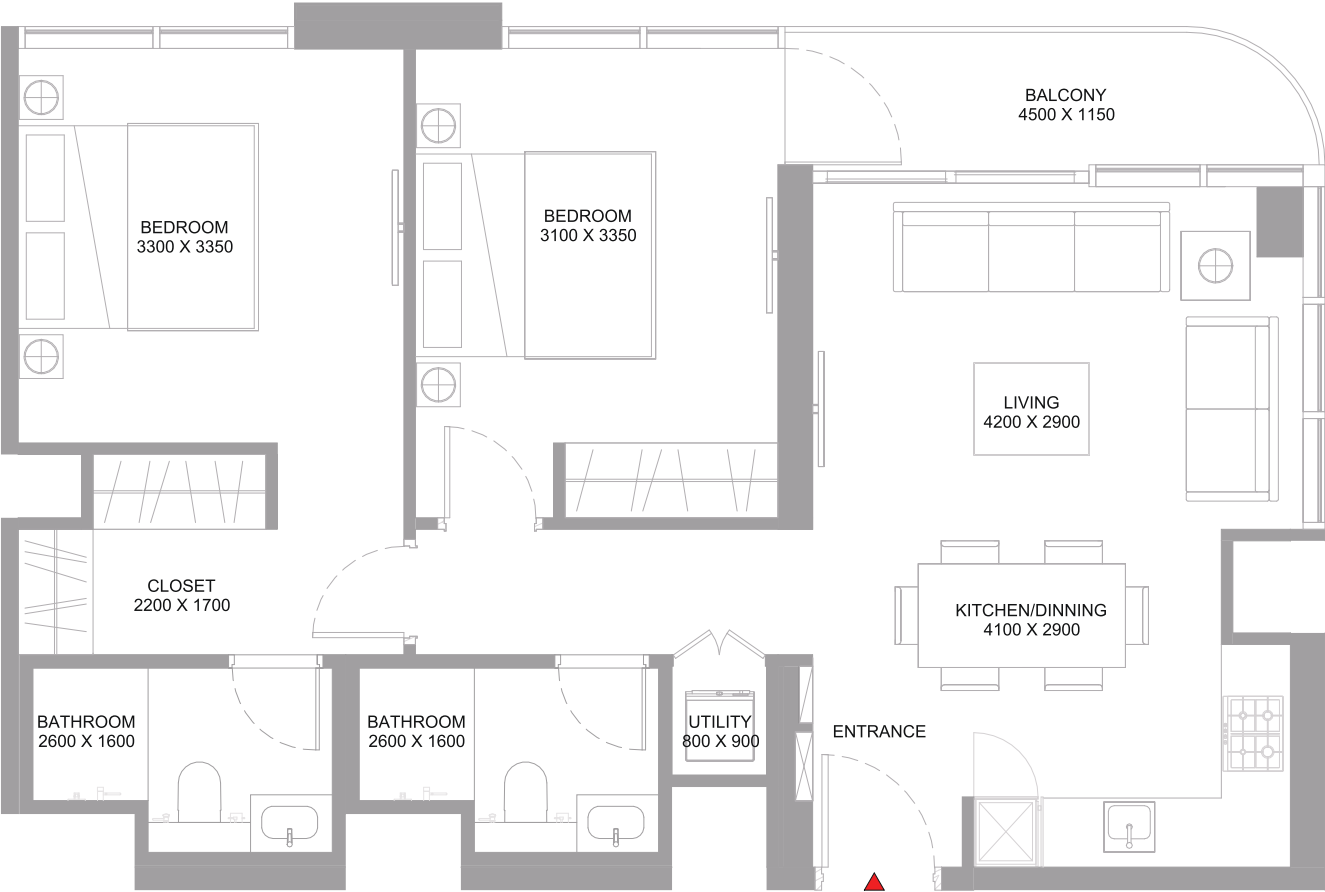 BALCONY
4500 X 1150
BEDROOM
3300 X 3350
BEDROOM
3100 X 3350
LIVING
4200 X 2900
CLOSET
2200 X 1700
KITCHEN/DINNING
4100 X 2900
BATHROOM
2600 X 1600
BATHROOM
2600 X 1600
UTILITY
800 X 900
ENTRANCE